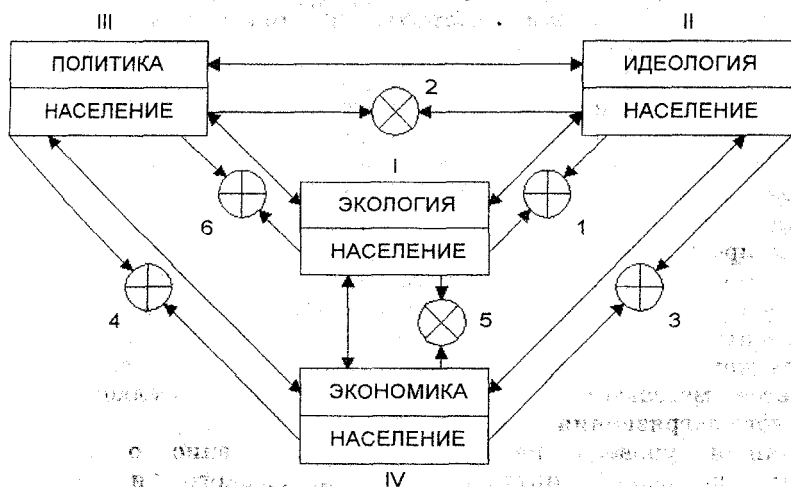 III
II
ПОЛИТИКА
НАСЕЛЕНИЕ
ИДЕОЛОГИЯ
НАСЕЛЕНИЕ
2
I
ЭКОЛОГИЯ
НАСЕЛЕНИЕ
6
1
4
5
3
ЭКОНОМИКА
НАСЕЛЕНИЕ
IV